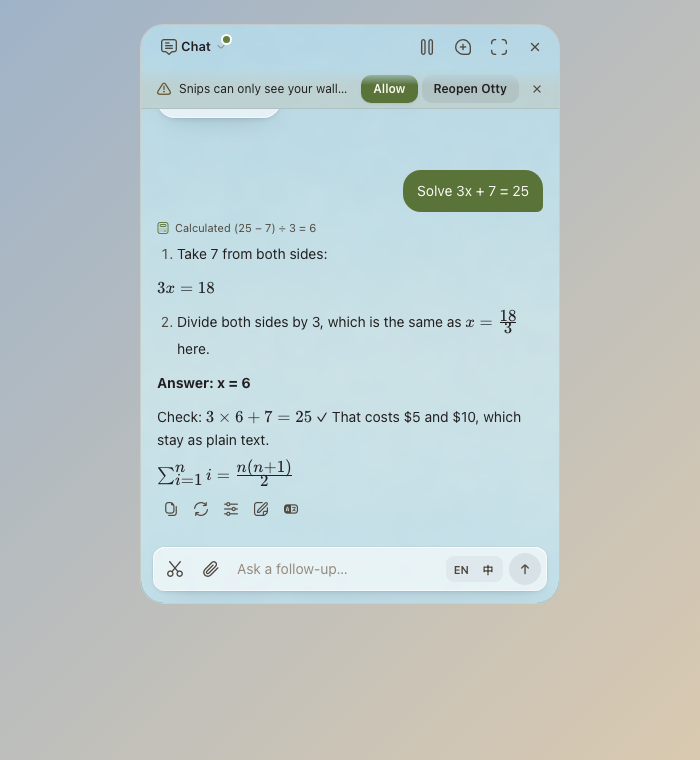 Chat
Snips can only see your wall... Allow Reopen Otty
Solve 3x + 7 = 25
Calculated (25 − 7) ÷ 3 = 6
1. Take 7 from both sides:
3x = 18
2. Divide both sides by 3, which is the same as x = 18/3
here.
Answer: x = 6
Check: 3 × 6 + 7 = 25 ✓ That costs $5 and $10, which
stay as plain text.
∑ⁿᵢ₌₁ i = n(n+1)/2
Ask a follow-up... EN 中